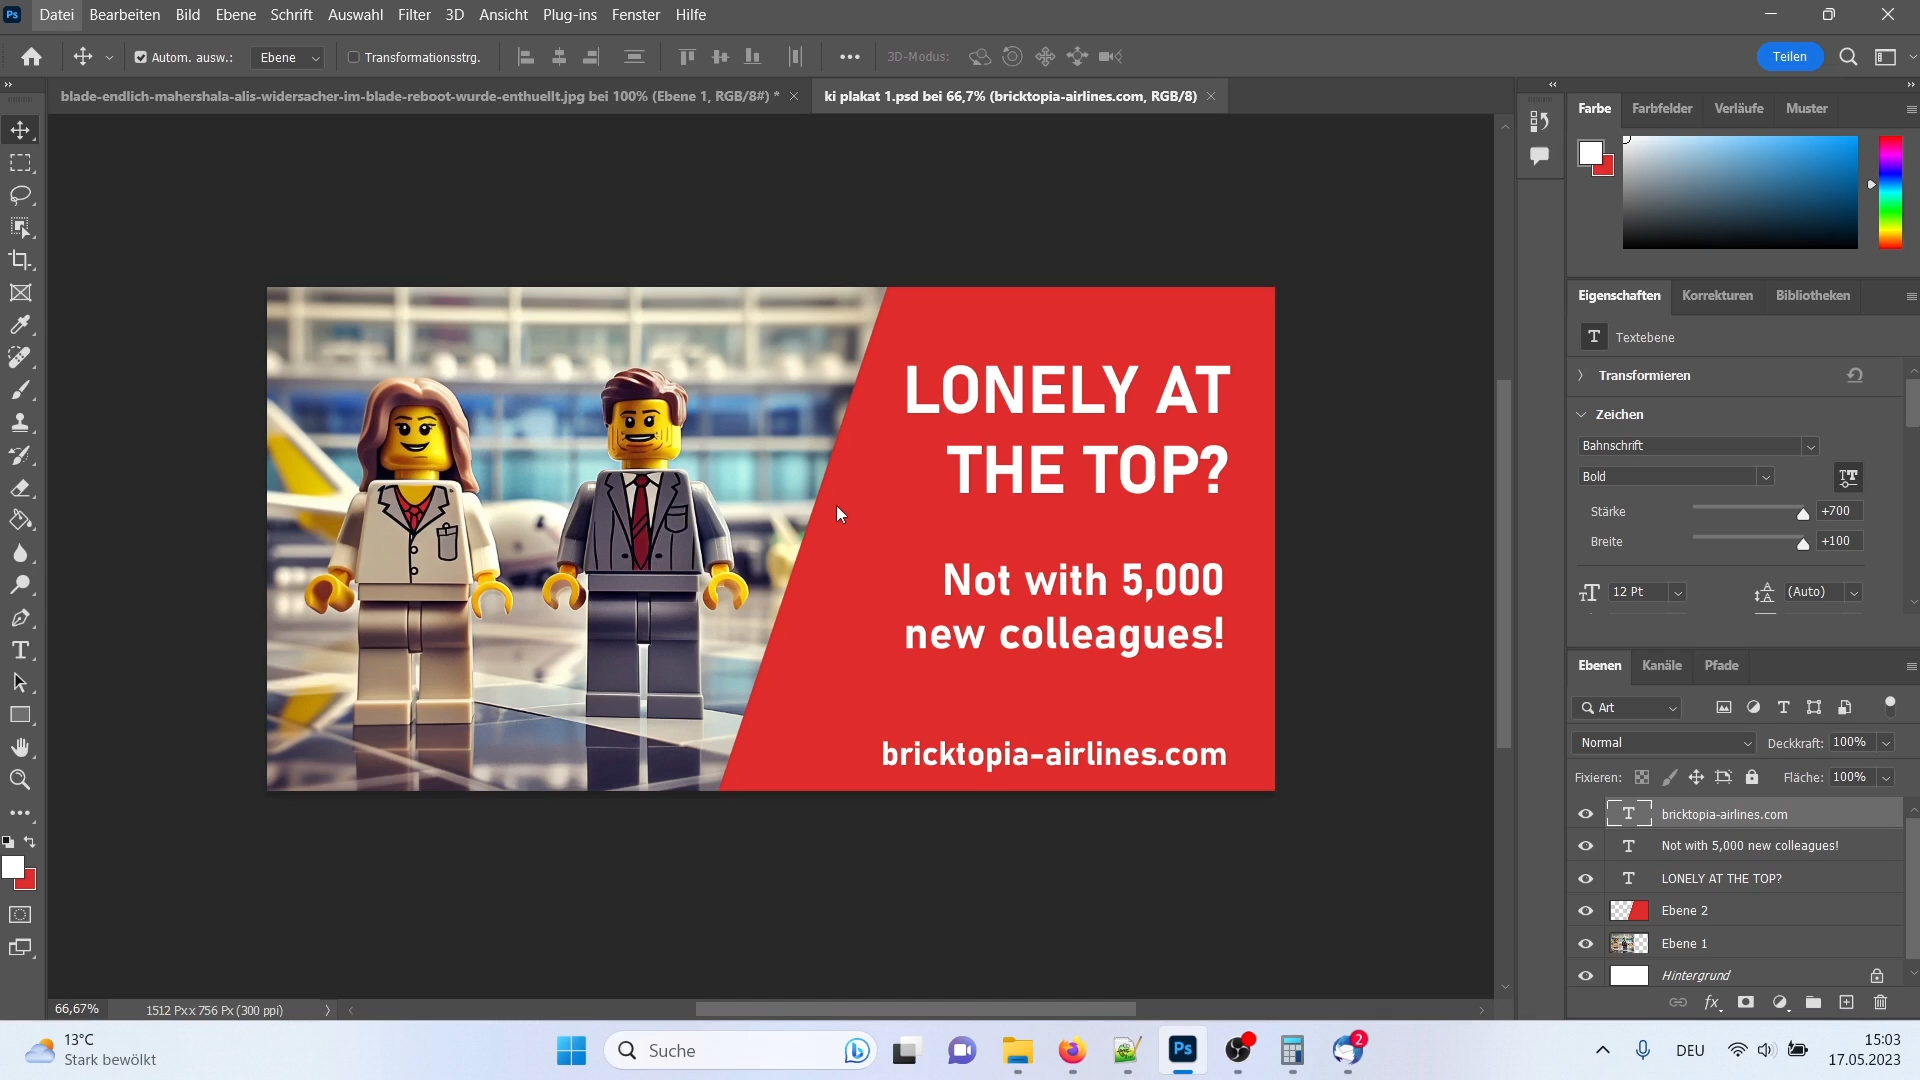 Ps Datei Bearbeiten Bild Ebene Schrift Auswahl Filter 3D Ansicht Plug-ins Fenster Hilfe
Autom. ausw.: Ebene Transformationsstrg. 3D-Modus: Teilen
blade-endlich-mahershala-alis-widersacher-im-blade-reboot-wurde-enthuellt.jpg bei 100% (Ebene 1, RGB/8#) *
ki plakat 1.psd bei 66,7% (bricktopia-airlines.com, RGB/8)
LONELY AT
THE TOP?
Not with 5,000
new colleagues!
bricktopia-airlines.com
Farbe Farbfelder Verläufe Muster
Eigenschaften Korrekturen Bibliotheken
T Textebene
Transformieren
Zeichen
Bahnschrift
Bold
Stärke +700
Breite +100
12 Pt (Auto)
Ebenen Kanäle Pfade
Art
Normal Deckkraft: 100%
Fixieren: Fläche: 100%
T bricktopia-airlines.com
T Not with 5,000 new colleagues!
T LONELY AT THE TOP?
Ebene 2
Ebene 1
Hintergrund
fx
66,67% 1512 Px x 756 Px (300 ppi)
13°C
Stark bewölkt
Suche
Ps
2
DEU
15:03
17.05.2023